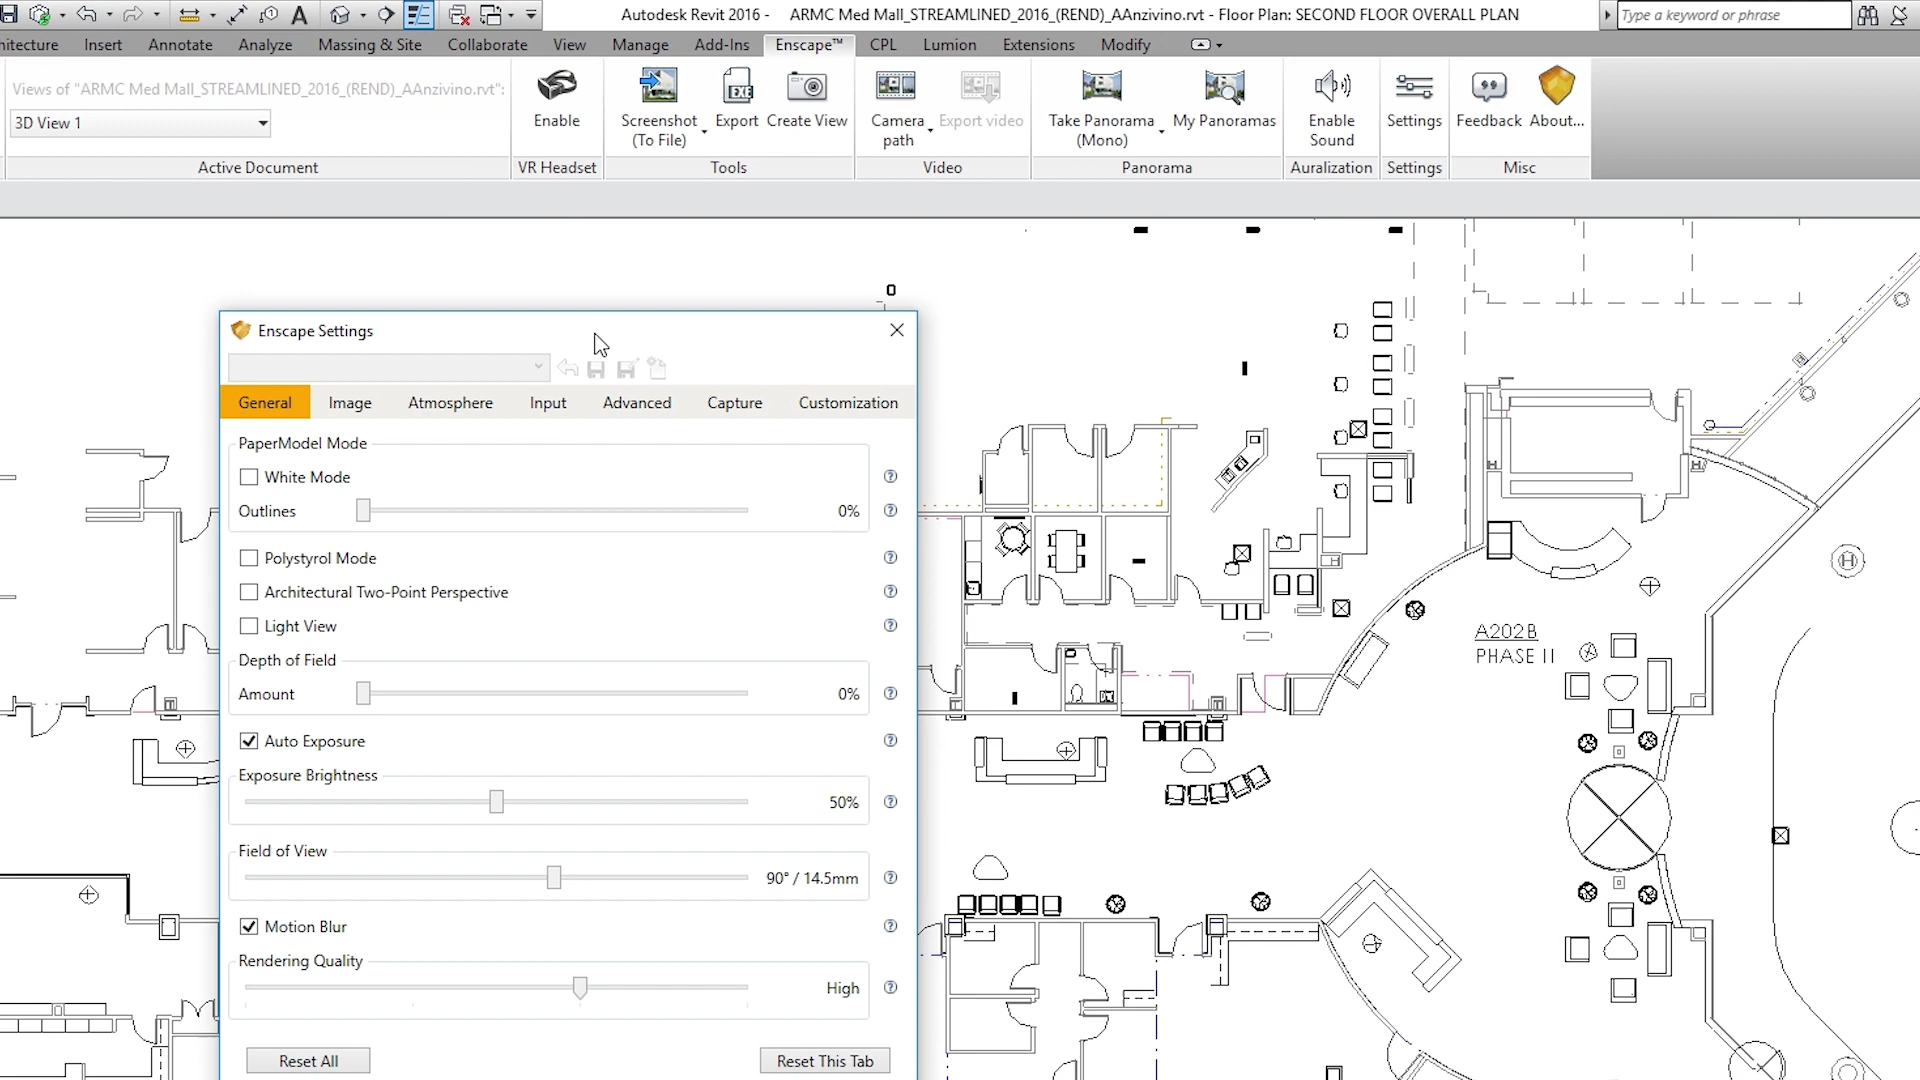 Autodesk Revit 2016 -    ARMC Med Mall_STREAMLINED_2016_(REND)_AAnzivino.rvt - Floor Plan: SECOND FLOOR OVERALL PLAN
Type a keyword or phrase
hitecture Insert Annotate Analyze Massing & Site Collaborate View Manage Add-Ins Enscape™ CPL Lumion Extensions Modify
Views of "ARMC Med Mall_STREAMLINED_2016_(REND)_AAnzivino.rvt":
3D View 1
Active Document
Enable
VR Headset
Screenshot
(To File)
EXE
Export
Create View
Tools
Camera
path
Export video
Video
Take Panorama
(Mono)
My Panoramas
Panorama
Enable
Sound
Auralization
Settings
Settings
Feedback
About...
Misc
Enscape Settings
General Image Atmosphere Input Advanced Capture Customization
PaperModel Mode
White Mode
Outlines 0%
Polystyrol Mode
Architectural Two-Point Perspective
Light View
Depth of Field
Amount 0%
Auto Exposure
Exposure Brightness
50%
Field of View
90° / 14.5mm
Motion Blur
Rendering Quality
High
Reset All
Reset This Tab
A202B
PHASE II